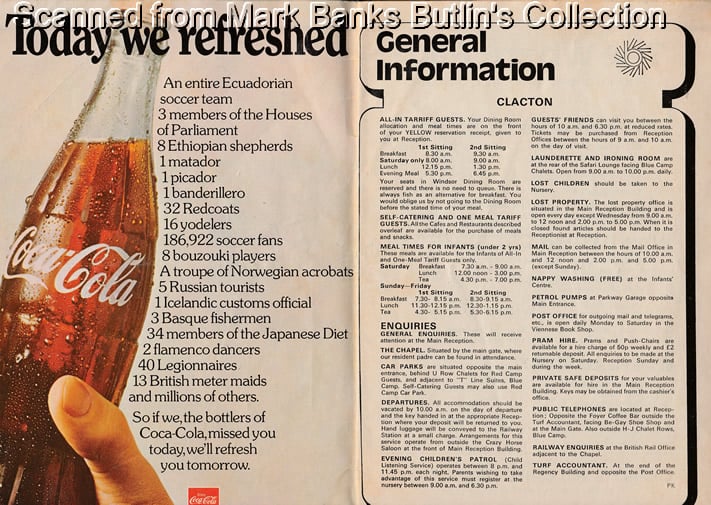 Scanned from Mark Banks Butlin's Collection
Today we refreshed
An entire Ecuadorian
soccer team
3 members of the Houses
of Parliament
8 Ethiopian shepherds
1 matador
1 picador
1 banderillero
32 Redcoats
16 yodelers
186,922 soccer fans
8 bouzouki players
A troupe of Norwegian acrobats
5 Russian tourists
1 Icelandic customs official
3 Basque fishermen
34 members of the Japanese Diet
2 flamenco dancers
40 Legionnaires
13 British meter maids
and millions of others.
So if we, the bottlers of
Coca-Cola, missed you
today, we'll refresh
you tomorrow.
Coca-Cola
Enjoy
Coca-Cola
General
Information
CLACTON
ALL-IN TARRIFF GUESTS. Your Dining Room
allocation and meal times are on the front
of your YELLOW reservation receipt, given to
you at Reception.
1st Sitting 2nd Sitting
Breakfast 8.30 a.m. 9.30 a.m.
Saturday only 8.00 a.m. 9.00 a.m.
Lunch 12.15 p.m. 1.30 p.m.
Evening Meal 5.30 p.m. 6.45 p.m.
Your seats in Windsor Dining Room are
reserved and there is no need to queue. There is
always fish as an alternative for breakfast. You
would oblige us by not going to the Dining Room
before the stated time of your meal.
SELF-CATERING AND ONE MEAL TARIFF
GUESTS. All the Cafes and Restaurants described
overleaf are available for the purchase of meals
and snacks.
MEAL TIMES FOR INFANTS (under 2 yrs)
These meals are available for the Infants of All-In
and One-Meal Tariff Guests only.
Saturday Breakfast 7.30 a.m. - 9.00 a.m.
Lunch 12.00 noon - 3.00 p.m.
Tea 4.30 p.m. - 7.00 p.m.
Sunday—Friday
1st Sitting 2nd Sitting
Breakfast 7.30- 8.15 a.m. 8.30-9.15 a.m.
Lunch 11.30-12.15 p.m. 12.30-1.15 p.m.
Tea 4.30- 5.15 p.m. 5.30-6.15 p.m.
ENQUIRIES
GENERAL ENQUIRIES. These will receive
attention at the Main Reception.
THE CHAPEL. Situated by the main gate, where
our resident padre can be found in attendance.
CAR PARKS are situated opposite the main
entrance, behind U Row Chalets for Red Camp
Guests, and adjacent to "T" Line Suites, Blue
Camp. Self-Catering Guests may also use Red
Camp Car Park.
DEPARTURES. All accommodation should be
vacated by 10.00 a.m. on the day of departure
and the key handed in at the appropriate Recep-
tion where your deposit will be returned to you.
Hand luggage will be conveyed to the Railway
Station at a small charge. Arrangements for this
service operate from outside the Crazy Horse
Saloon at the front of Main Reception Building.
EVENING CHILDREN'S PATROL (Child
Listening Service) operates between 8 p.m. and
11.45 p.m. each night. Parents wishing to take
advantage of this service must register at the
nursery between 9.00 a.m. and 6.30 p.m.
GUESTS' FRIENDS can visit you between the
hours of 10 a.m. and 6.30 p.m. at reduced rates.
Tickets may be purchased from Reception
Offices between the hours of 9 a.m. and 10 a.m.
on the day of visit.
LAUNDERETTE AND IRONING ROOM are
at the rear of the Safari Lounge facing Blue Camp
Chalets. Open from 9.00 a.m. to 10.00 p.m. daily.
LOST CHILDREN should be taken to the
Nursery.
LOST PROPERTY. The lost property office is
situated in the Main Reception Building and is
open every day except Wednesday from 9.00 a.m.
to 12 noon and 2.00 p.m. to 5.00 p.m. When it is
closed found articles should be handed to the
Receptionist at Reception.
MAIL can be collected from the Mail Office in
Main Reception between the hours of 10.00 a.m.
and 12 noon and 2.00 p.m. and 6.00 p.m.
(except Sunday).
NAPPY WASHING (FREE) at the Infants'
Centre.
PETROL PUMPS at Parkway Garage opposite
Main Entrance.
POST OFFICE for outgoing mail and telegrams,
etc., is open daily Monday to Saturday in the
Viennese Book Shop.
PRAM HIRE. Prams and Push-Chairs are
available for a hire charge of 50p weekly and £2
returnable deposit. All enquiries to be made at the
Nursery on Saturday. Reception Sunday and
during the week.
PRIVATE SAFE DEPOSITS for your valuables
are available for hire in the Main Reception
Building. Keys may be obtained from the cashier's
office.
PUBLIC TELEPHONES are located at Recep-
tion: Opposite the Foyer Coffee Bar outside the
Turf Accountant, facing Be-Gay Shoe Shop and
at the Main Gate. Also outside H-J Chalet Rows,
Blue Camp.
RAILWAY ENQUIRIES at the British Rail Office
adjacent to the Chapel.
TURF ACCOUNTANT. At the end of the
Regency Building and opposite the Post Office.
PK